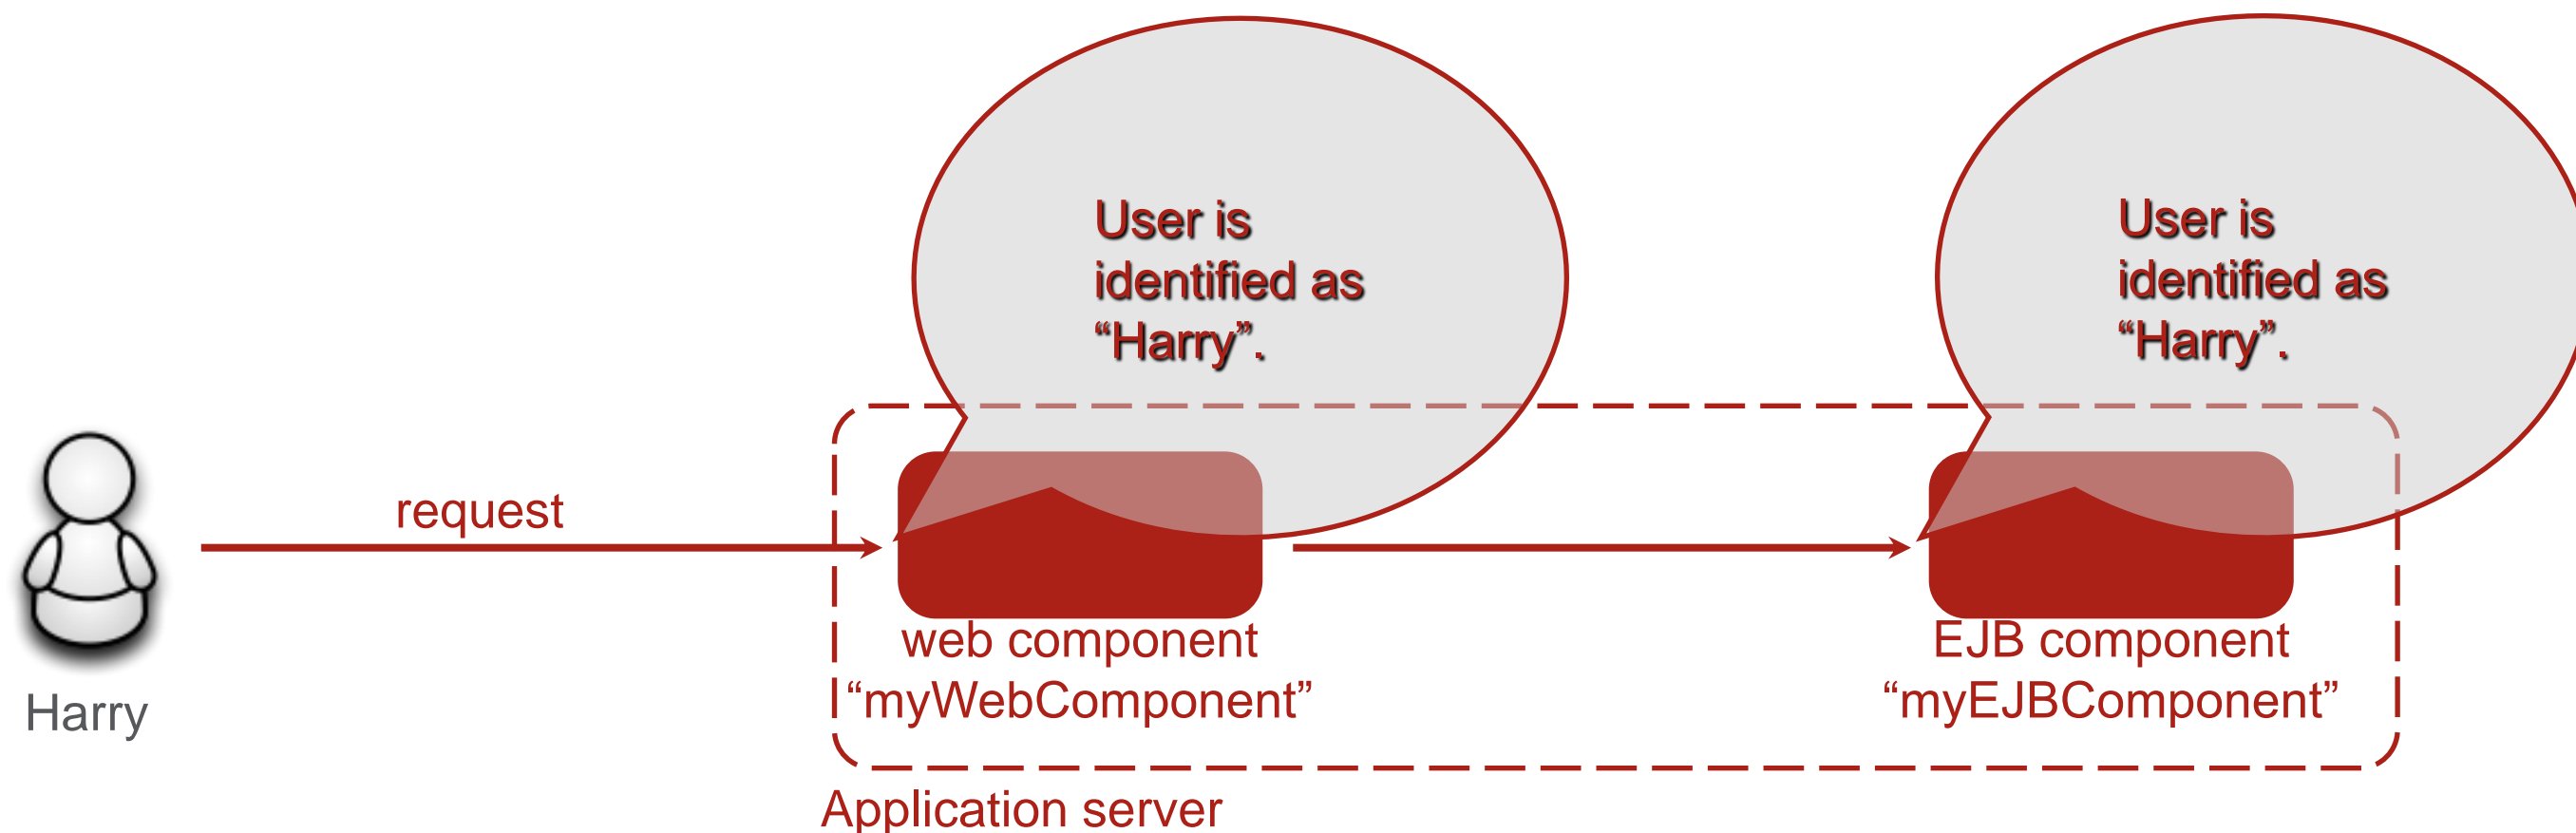 User is
identified as
“Harry”.
User is
identified as
“Harry”.
request
Harry
web component
“myWebComponent”
EJB component
“myEJBComponent”
Application server